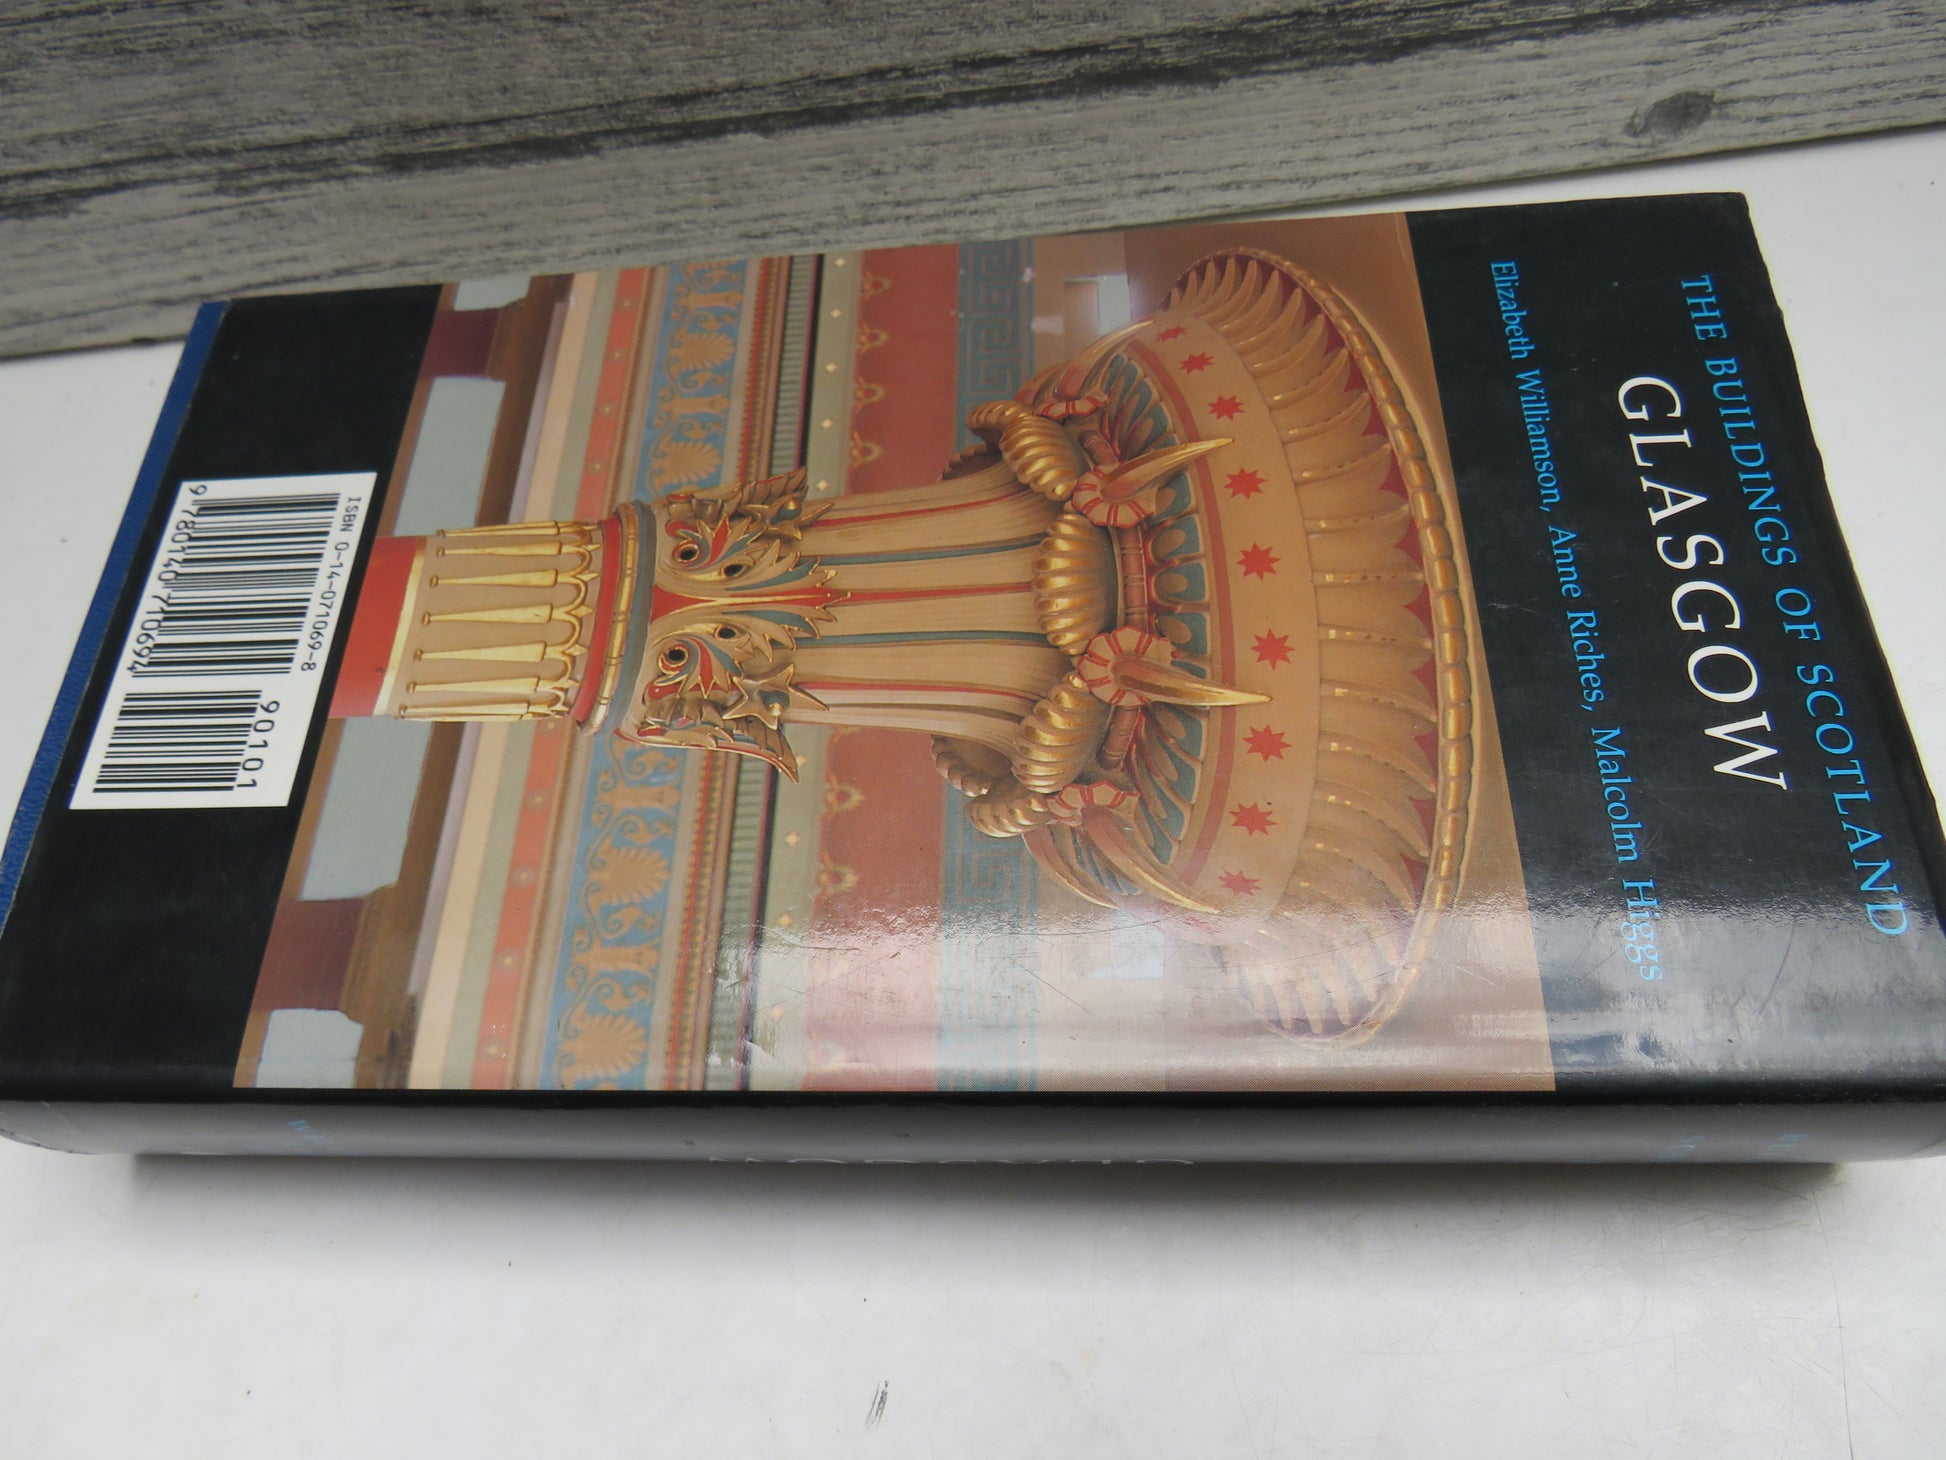 THE BUILDINGS OF SCOTLAND
GLASGOW
Elizabeth Williamson, Anne Riches, Malcolm Higgs
ISBN 0-14-071069-8
90101
9 780140 710694